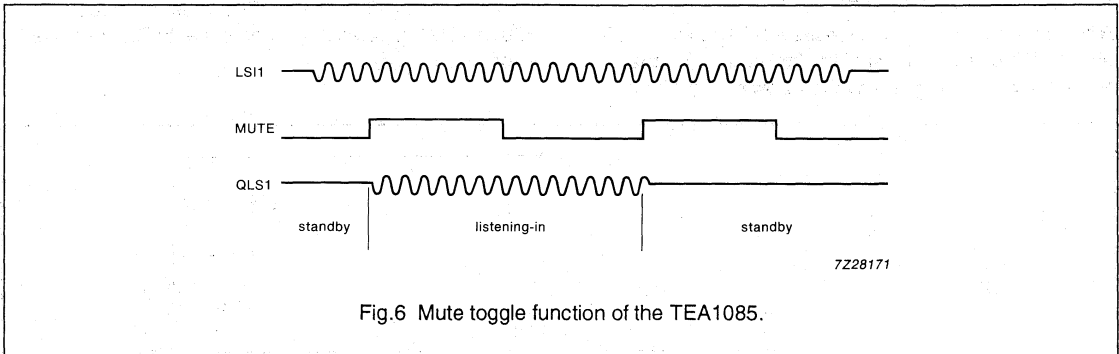 LSI1
MUTE
QLS1
standby listening-in standby
7Z28171
Fig.6 Mute toggle function of the TEA1085.